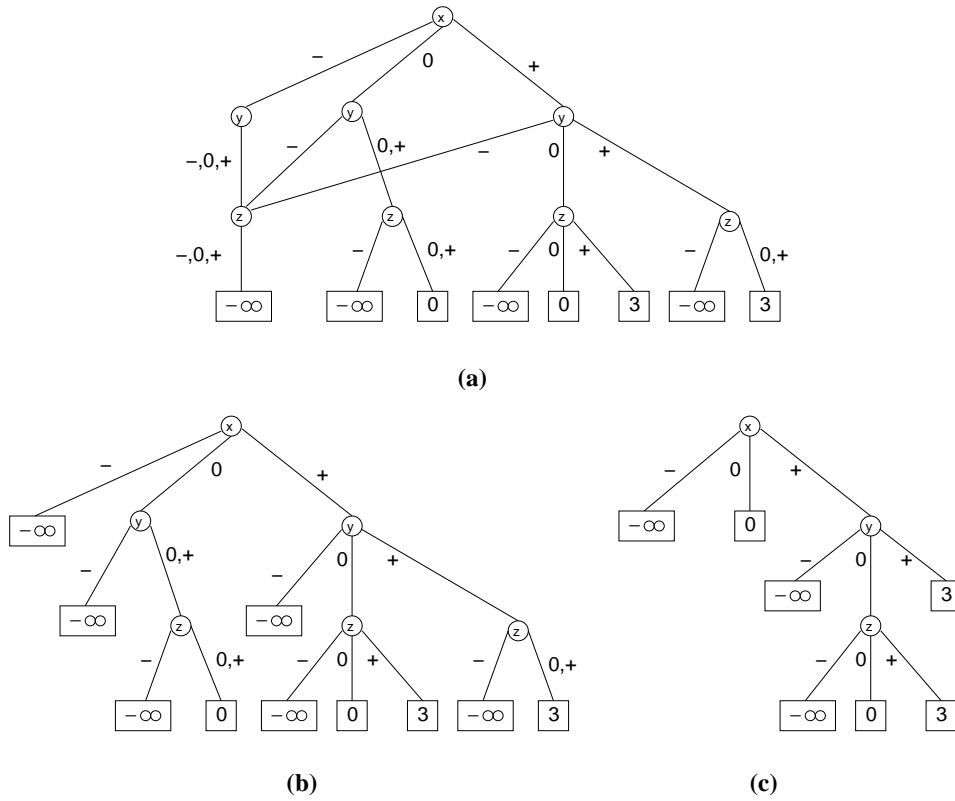 x
– 0 +
y y y
–,0,+ – 0,+ – 0 +
z z z z
–,0,+ – 0,+ – 0 + – 0,+
– ∞ – ∞ 0 – ∞ 0 3 – ∞ 3
(a)
x
– 0 +
– ∞ y y
– 0,+ – 0 +
– ∞ z – ∞ z z
– 0,+ – 0 + – 0,+
– ∞ 0 – ∞ 0 3 – ∞ 3
(b)
x
– 0 +
– ∞ 0 y
– 0 +
– ∞ z 3
– 0 +
– ∞ 0 3
(c)